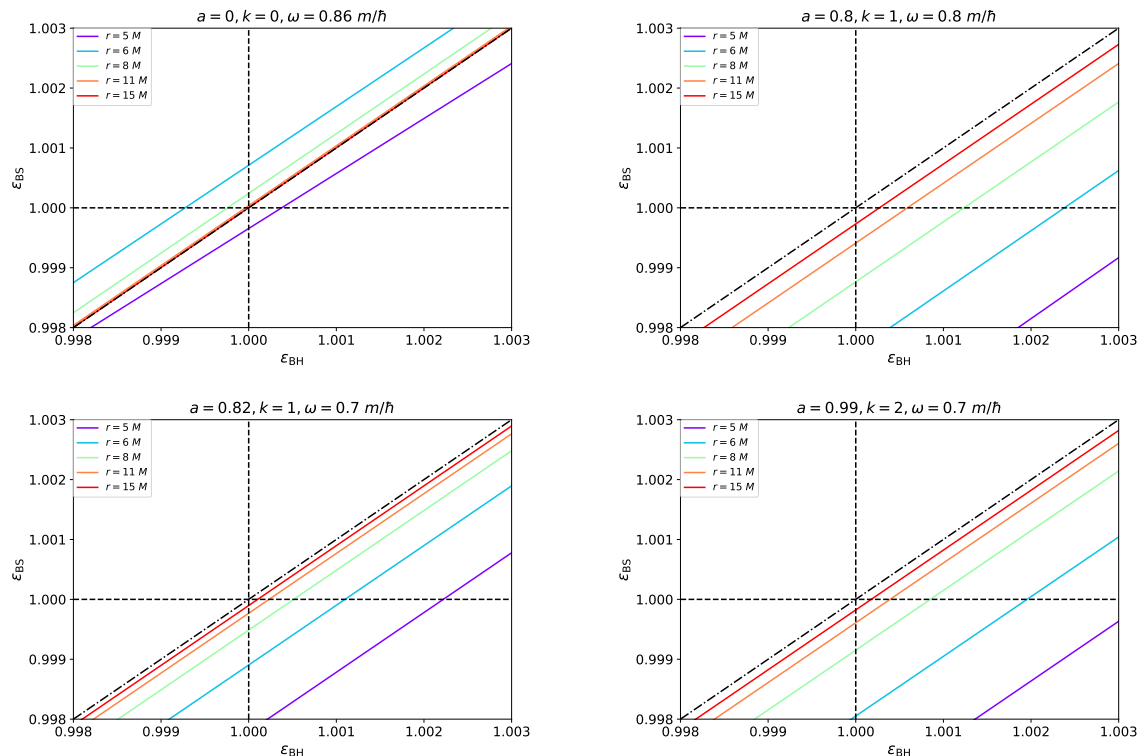 a = 0, k = 0, ω = 0.86 m/ħ
1.003
1.002
1.001
1.000
0.999
0.998
ε_BS
r = 5 M
r = 6 M
r = 8 M
r = 11 M
r = 15 M
0.998 0.999 1.000 1.001 1.002 1.003
ε_BH
a = 0.8, k = 1, ω = 0.8 m/ħ
1.003
1.002
1.001
1.000
0.999
0.998
ε_BS
r = 5 M
r = 6 M
r = 8 M
r = 11 M
r = 15 M
0.998 0.999 1.000 1.001 1.002 1.003
ε_BH
a = 0.82, k = 1, ω = 0.7 m/ħ
1.003
1.002
1.001
1.000
0.999
0.998
ε_BS
r = 5 M
r = 6 M
r = 8 M
r = 11 M
r = 15 M
0.998 0.999 1.000 1.001 1.002 1.003
ε_BH
a = 0.99, k = 2, ω = 0.7 m/ħ
1.003
1.002
1.001
1.000
0.999
0.998
ε_BS
r = 5 M
r = 6 M
r = 8 M
r = 11 M
r = 15 M
0.998 0.999 1.000 1.001 1.002 1.003
ε_BH